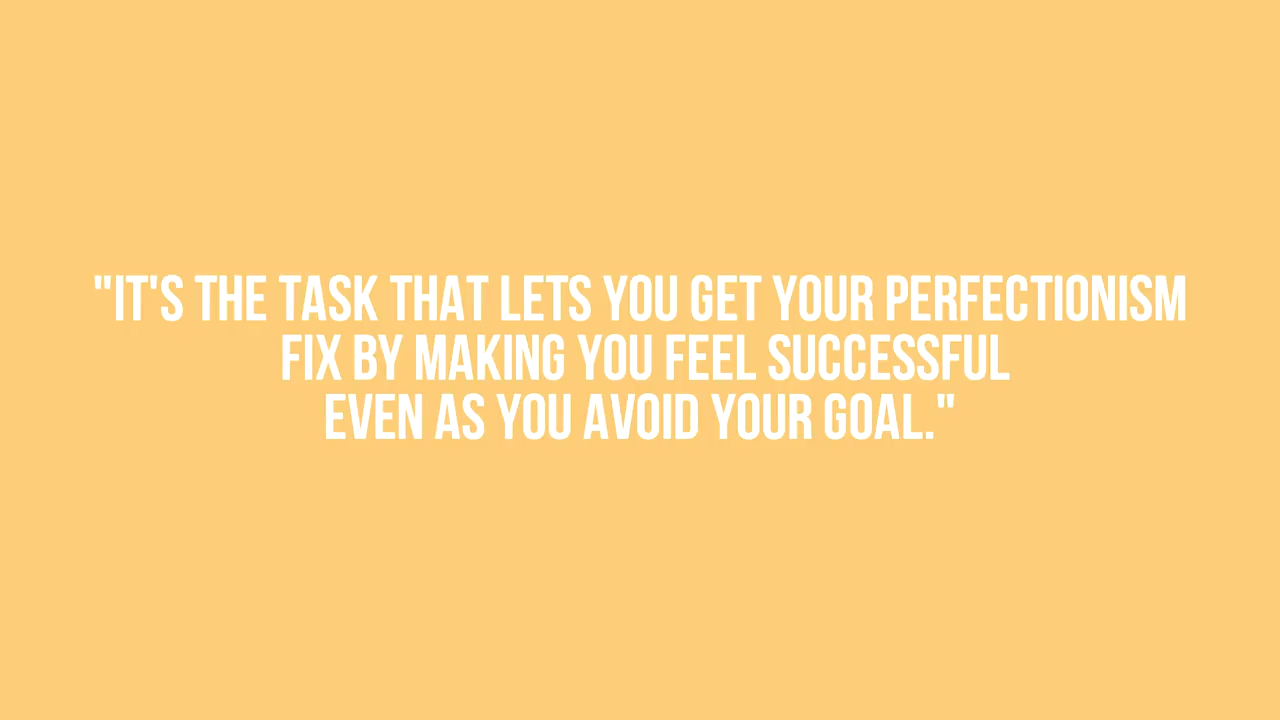 "IT'S THE TASK THAT LETS YOU GET YOUR PERFECTIONISM
FIX BY MAKING YOU FEEL SUCCESSFUL
EVEN AS YOU AVOID YOUR GOAL."